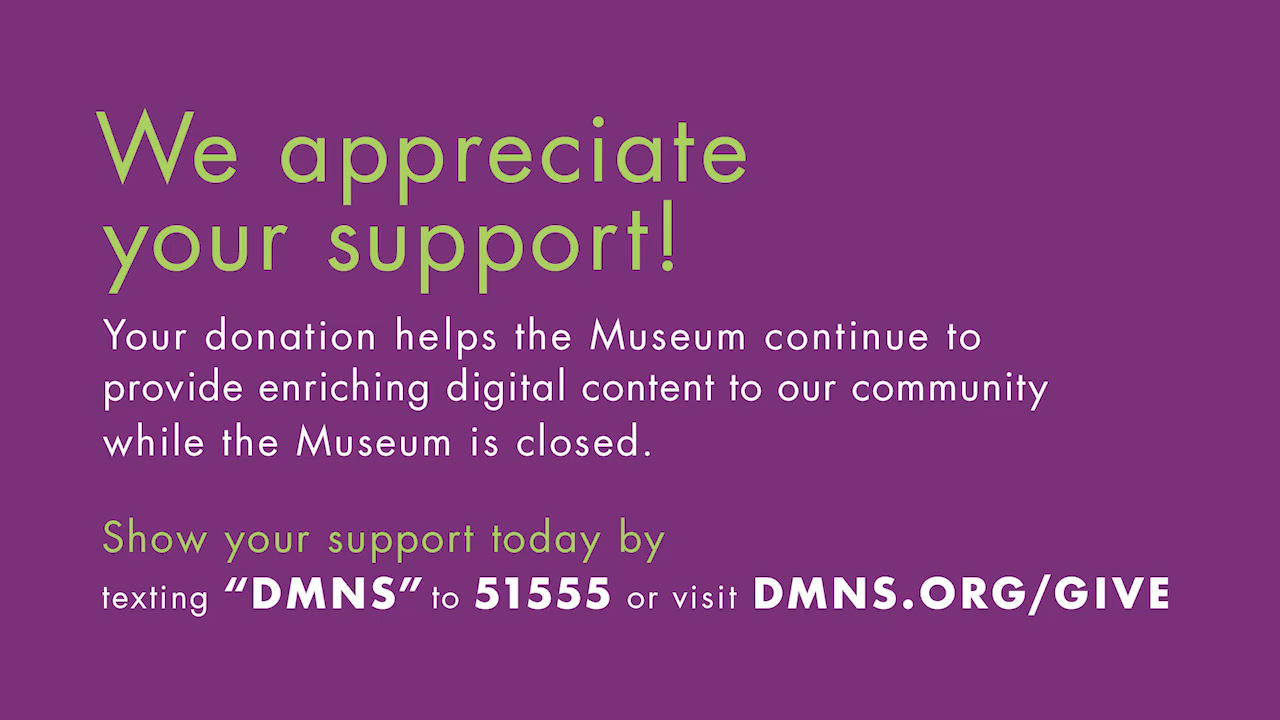 We appreciate
your support!
Your donation helps the Museum continue to
provide enriching digital content to our community
while the Museum is closed.
Show your support today by
texting “DMNS” to 51555 or visit DMNS.ORG/GIVE